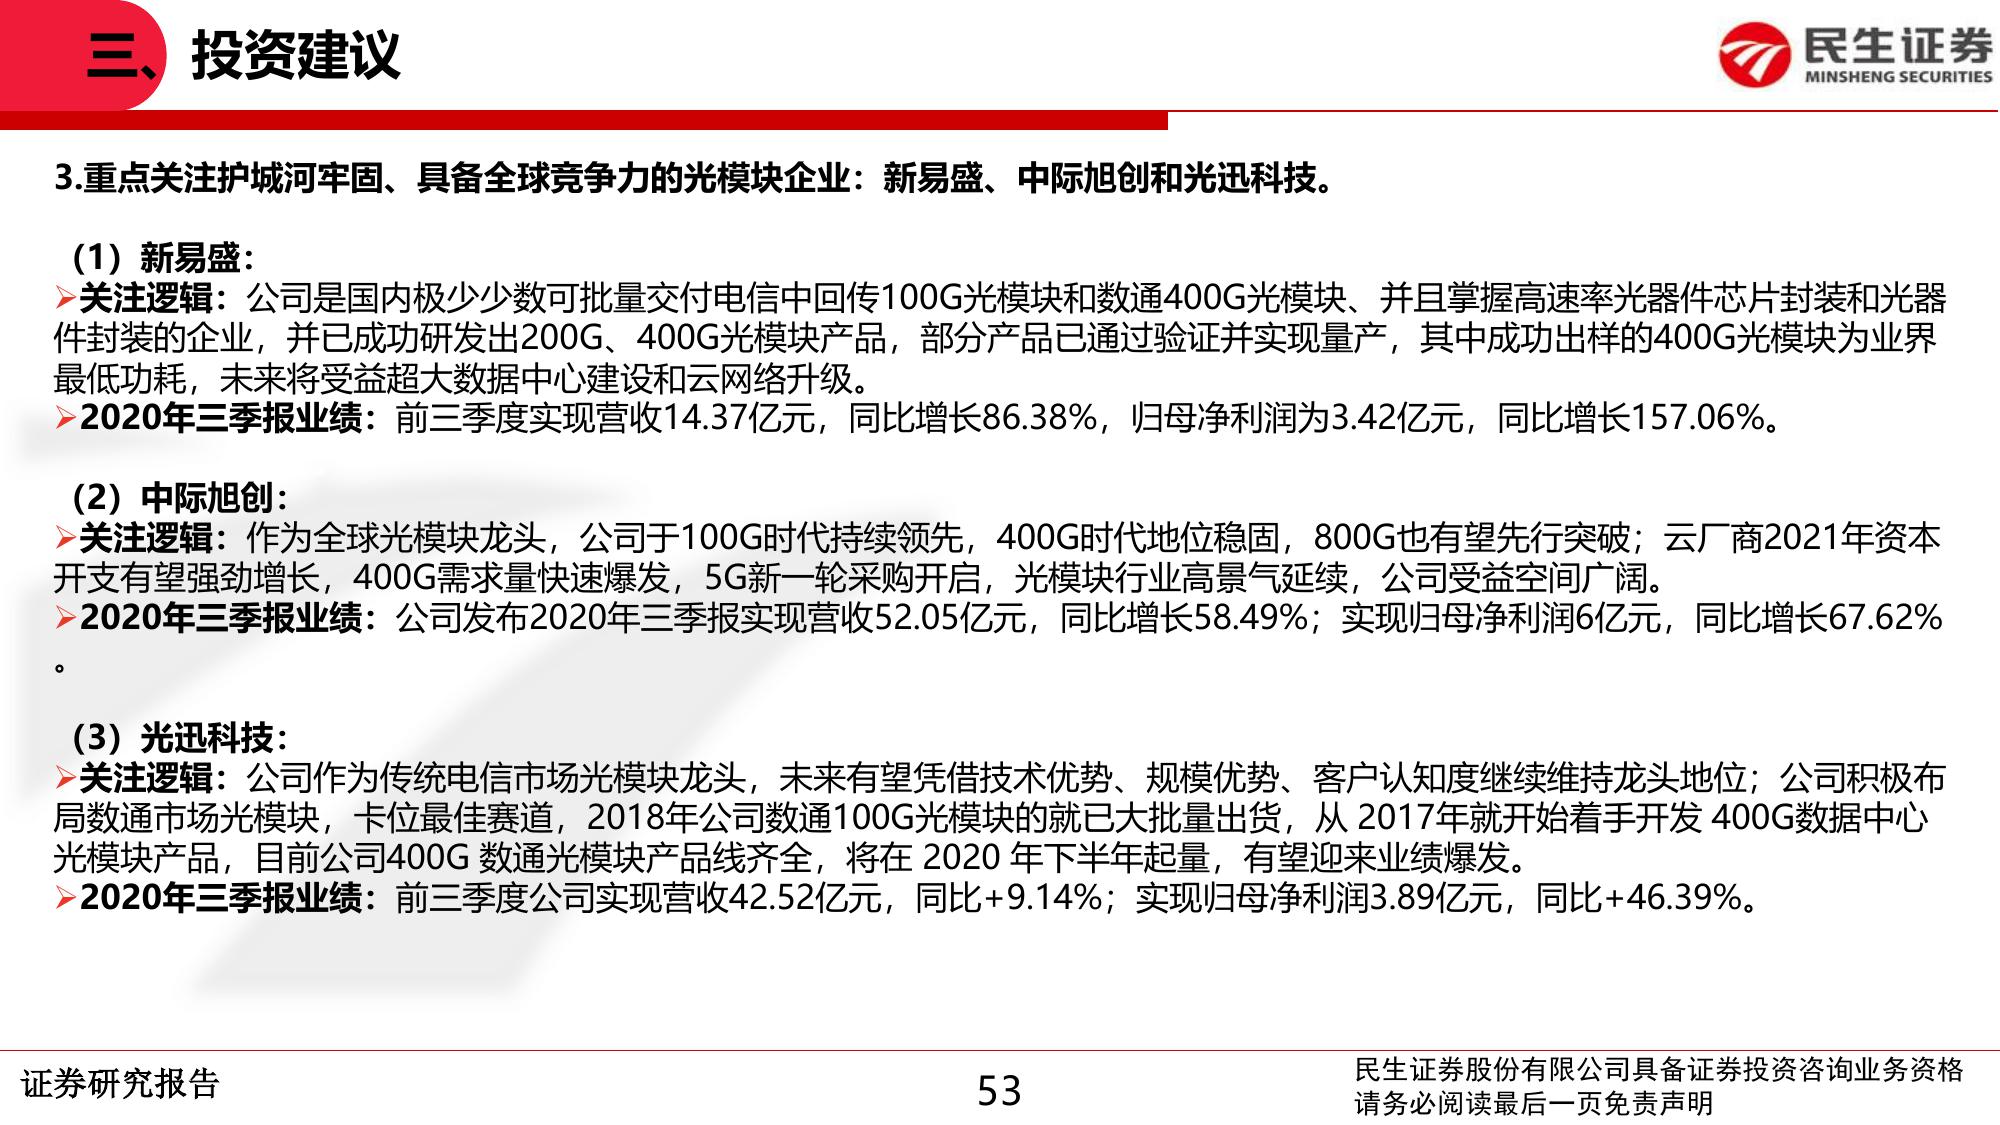 三、投资建议
民生证券
MINSHENG SECURITIES
3.重点关注护城河牢固、具备全球竞争力的光模块企业：新易盛、中际旭创和光迅科技。
（1）新易盛：
➢关注逻辑：公司是国内极少少数可批量交付电信中回传100G光模块和数通400G光模块、并且掌握高速率光器件芯片封装和光器
件封装的企业，并已成功研发出200G、400G光模块产品，部分产品已通过验证并实现量产，其中成功出样的400G光模块为业界
最低功耗，未来将受益超大数据中心建设和云网络升级。
➢2020年三季报业绩：前三季度实现营收14.37亿元，同比增长86.38%，归母净利润为3.42亿元，同比增长157.06%。
（2）中际旭创：
➢关注逻辑：作为全球光模块龙头，公司于100G时代持续领先，400G时代地位稳固，800G也有望先行突破；云厂商2021年资本
开支有望强劲增长，400G需求量快速爆发，5G新一轮采购开启，光模块行业高景气延续，公司受益空间广阔。
➢2020年三季报业绩：公司发布2020年三季报实现营收52.05亿元，同比增长58.49%；实现归母净利润6亿元，同比增长67.62%
。
（3）光迅科技：
➢关注逻辑：公司作为传统电信市场光模块龙头，未来有望凭借技术优势、规模优势、客户认知度继续维持龙头地位；公司积极布
局数通市场光模块，卡位最佳赛道，2018年公司数通100G光模块的就已大批量出货，从 2017年就开始着手开发 400G数据中心
光模块产品，目前公司400G 数通光模块产品线齐全，将在 2020 年下半年起量，有望迎来业绩爆发。
➢2020年三季报业绩：前三季度公司实现营收42.52亿元，同比+9.14%；实现归母净利润3.89亿元，同比+46.39%。
证券研究报告
53
民生证券股份有限公司具备证券投资咨询业务资格
请务必阅读最后一页免责声明